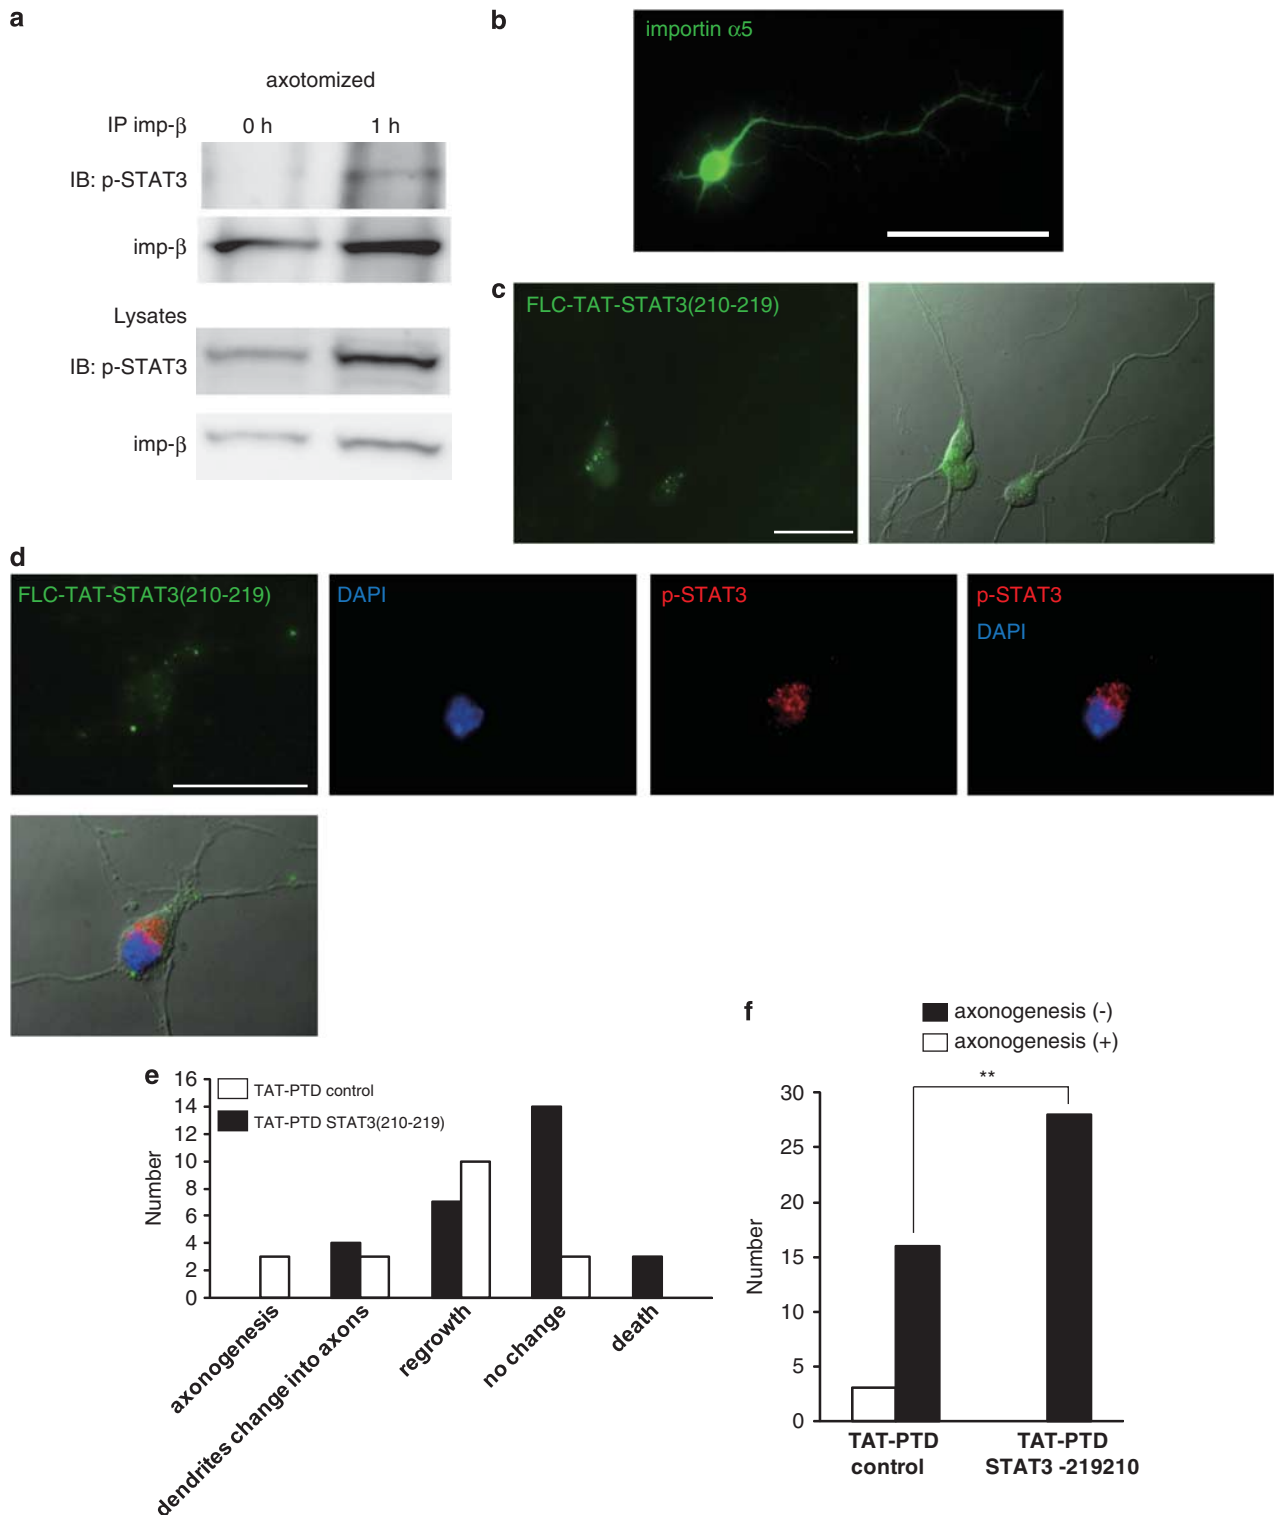 a
axotomized
IP imp-β 0 h 1 h
IB: p-STAT3
imp-β
Lysates
IB: p-STAT3
imp-β
b
importin α5
c
FLC-TAT-STAT3(210-219)
d
FLC-TAT-STAT3(210-219)
DAPI
p-STAT3
p-STAT3
DAPI
e
Number
16
14
12
10
8
6
4
2
0
TAT-PTD control
TAT-PTD STAT3(210-219)
axonogenesis
dendrites change into axons
regrowth
no change
death
f
axonogenesis (-)
axonogenesis (+)
**
Number
30
25
20
15
10
5
0
TAT-PTD
control
TAT-PTD
STAT3 -219210